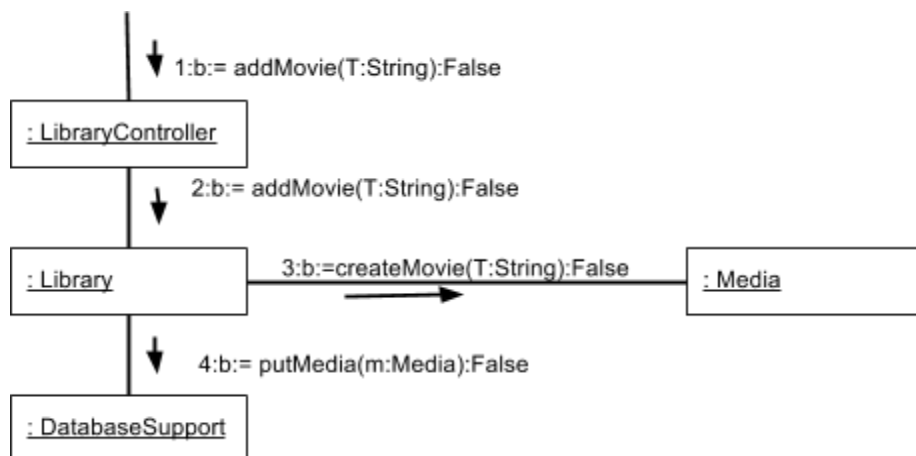 1:b:= addMovie(T:String):False
: LibraryController
2:b:= addMovie(T:String):False
3:b:=createMovie(T:String):False
: Library
: Media
4:b:= putMedia(m:Media):False
: DatabaseSupport